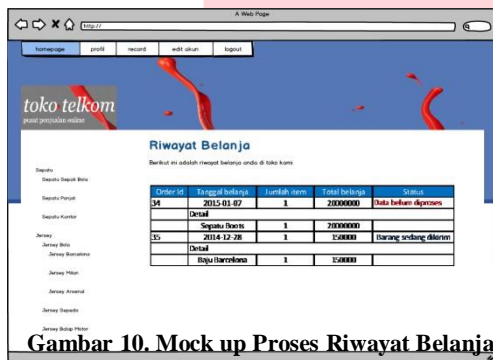 A Web Page
http://
homepage profil record edit akun logout
toko telkom
pusat penjualan online
Riwayat Belanja
Berikut ini adalah riwayat belanja anda di toko kami
Sepatu
Sepatu Sepak Bola
Sepatu Panjat
Sepatu Kantor
Jersey
Jersey Bola
Jersey Barcelona
Jersey Milan
Jersey Arsenal
Jersey Sepeda
Jersey Balap Motor
Order Id Tanggal belanja Jumlah item Total belanja Status
34 2015-01-07 1 20000000 Data belum diproses
Detail
Sepatu Boots 1 20000000
35 2014-12-28 1 150000 Barang sedang dikirim
Detail
Baju Barcelona 1 150000
Gambar 10. Mock up Proses Riwayat Belanja